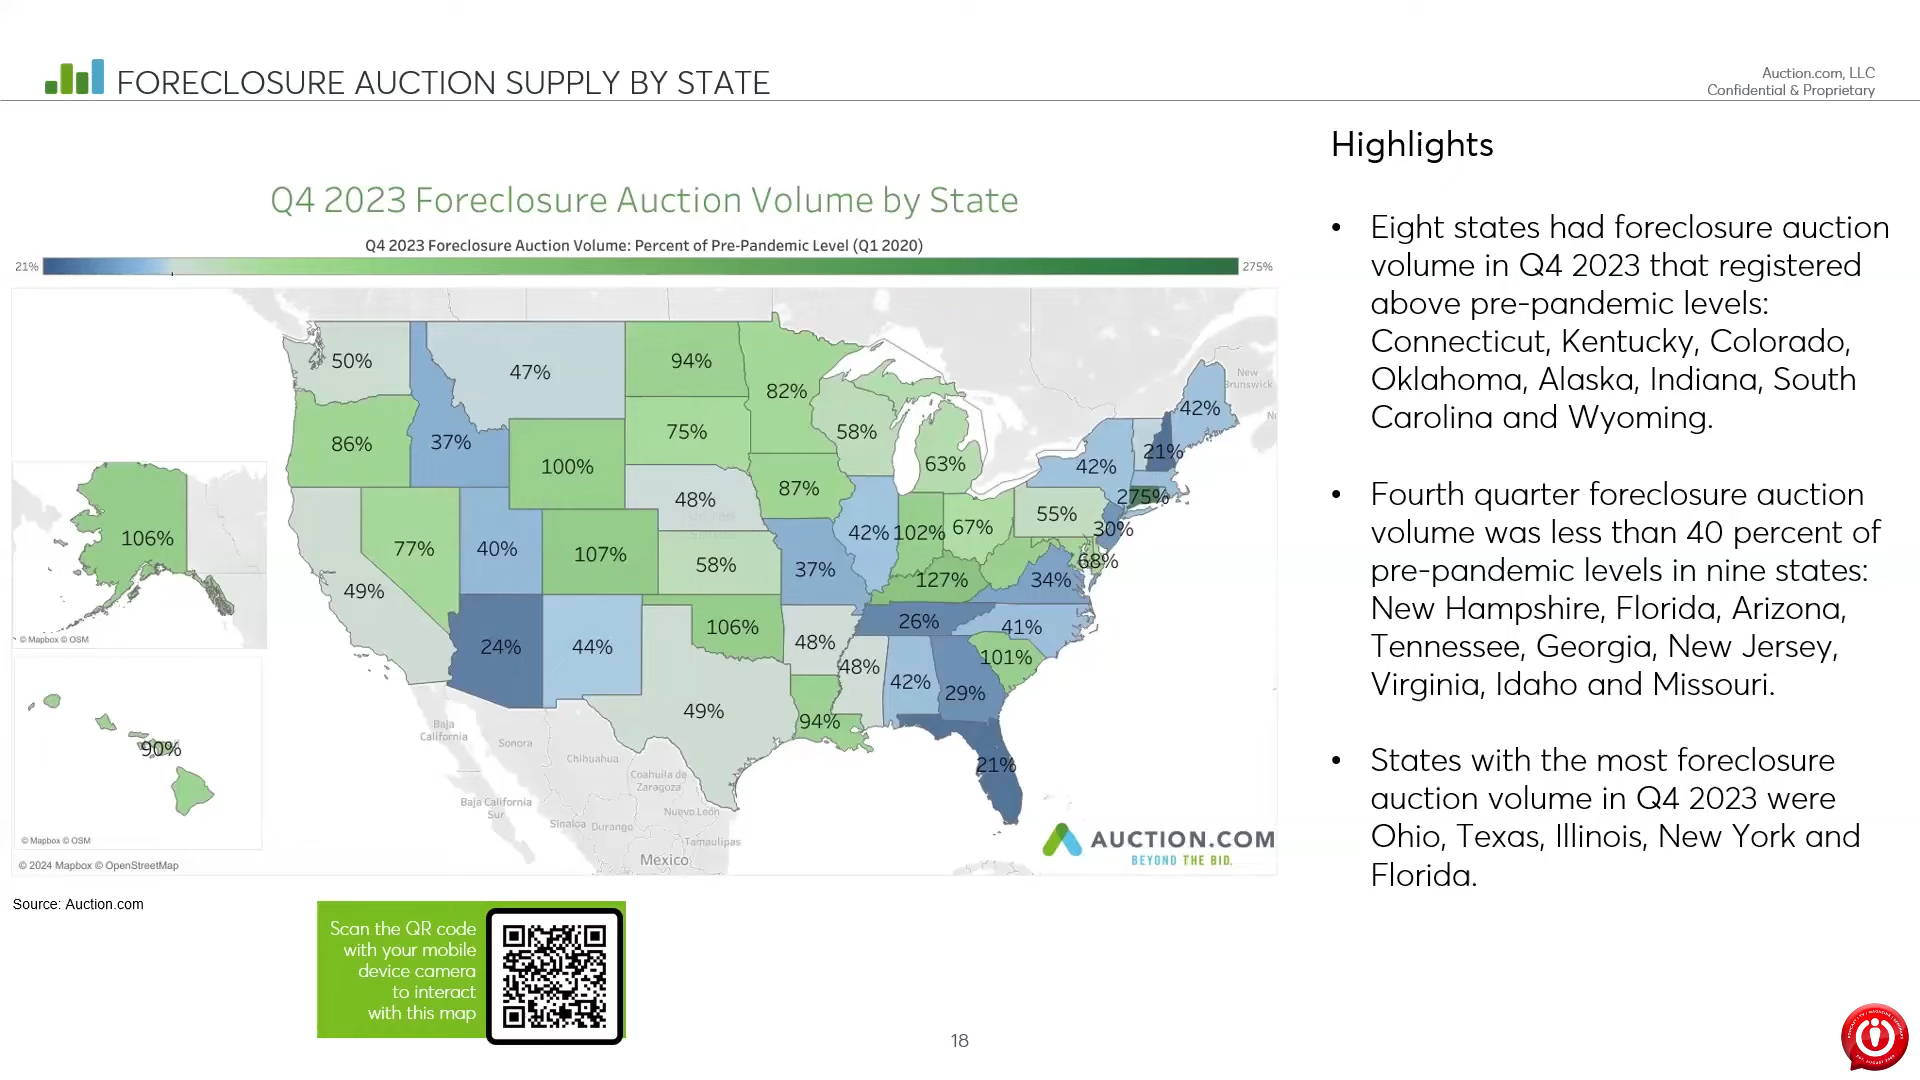 FORECLOSURE AUCTION SUPPLY BY STATE
Auction.com, LLC
Confidential & Proprietary
Q4 2023 Foreclosure Auction Volume by State
Q4 2023 Foreclosure Auction Volume: Percent of Pre-Pandemic Level (Q1 2020)
21%
275%
50%
47%
94%
82%
New
Brunswick
86%
37%
100%
75%
58%
63%
42%
21%
42%
275%
106%
77%
40%
107%
48%
87%
42%
102%
67%
55%
30%
49%
58%
37%
127%
34%
68%
© Mapbox © OSM
24%
44%
106%
48%
26%
41%
101%
48%
42%
29%
49%
94%
21%
90%
© Mapbox © OSM
Baja
California
Sonora
Chihuahua
Coahuila de
Zaragoza
Baja California
Sur
Sinaloa
Durango
Nuevo León
Tamaulipas
Mexico
AUCTION.COM
BEYOND THE BID.
© 2024 Mapbox © OpenStreetMap
Source: Auction.com
Scan the QR code
with your mobile
device camera
to interact
with this map
Highlights
• Eight states had foreclosure auction
volume in Q4 2023 that registered
above pre-pandemic levels:
Connecticut, Kentucky, Colorado,
Oklahoma, Alaska, Indiana, South
Carolina and Wyoming.
• Fourth quarter foreclosure auction
volume was less than 40 percent of
pre-pandemic levels in nine states:
New Hampshire, Florida, Arizona,
Tennessee, Georgia, New Jersey,
Virginia, Idaho and Missouri.
• States with the most foreclosure
auction volume in Q4 2023 were
Ohio, Texas, Illinois, New York and
Florida.
18